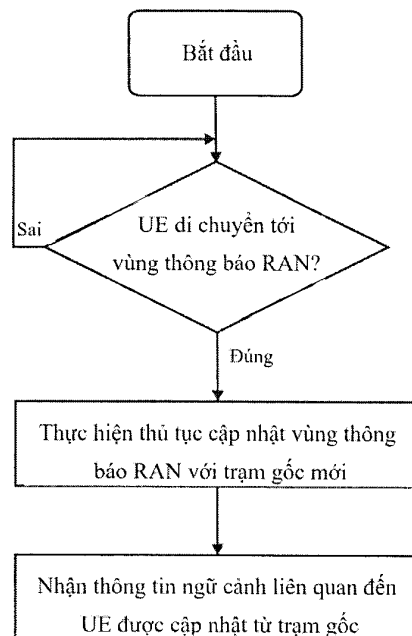 Bắt đầu
UE di chuyển tới
vùng thông báo RAN?
Sai
Đúng
Thực hiện thủ tục cập nhật vùng thông
báo RAN với trạm gốc mới
Nhận thông tin ngữ cảnh liên quan đến
UE được cập nhật từ trạm gốc